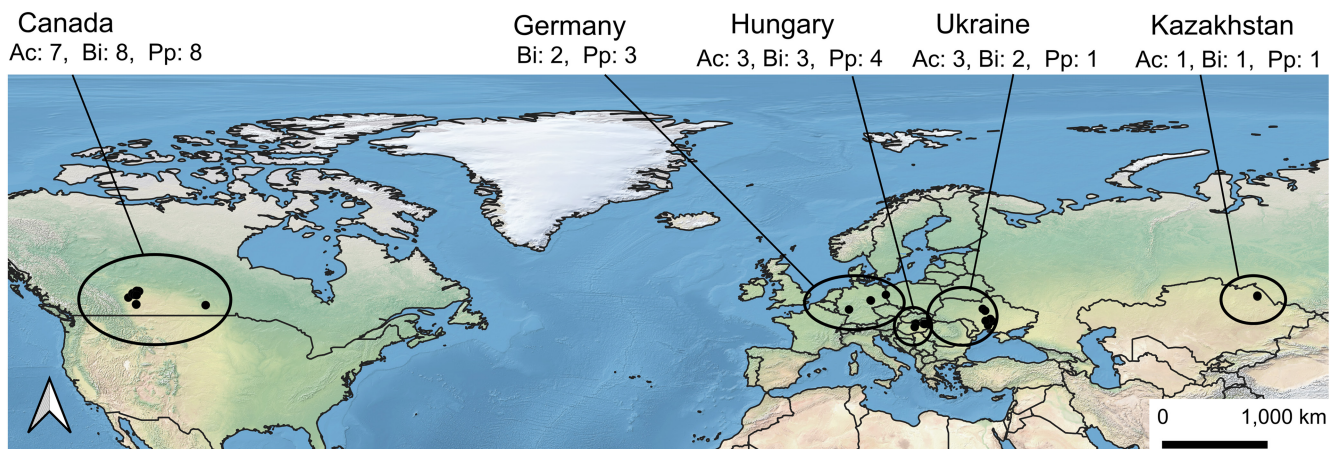 Canada
Ac: 7, Bi: 8, Pp: 8
Germany
Bi: 2, Pp: 3
Hungary
Ac: 3, Bi: 3, Pp: 4
Ukraine
Ac: 3, Bi: 2, Pp: 1
Kazakhstan
Ac: 1, Bi: 1, Pp: 1
0 1,000 km